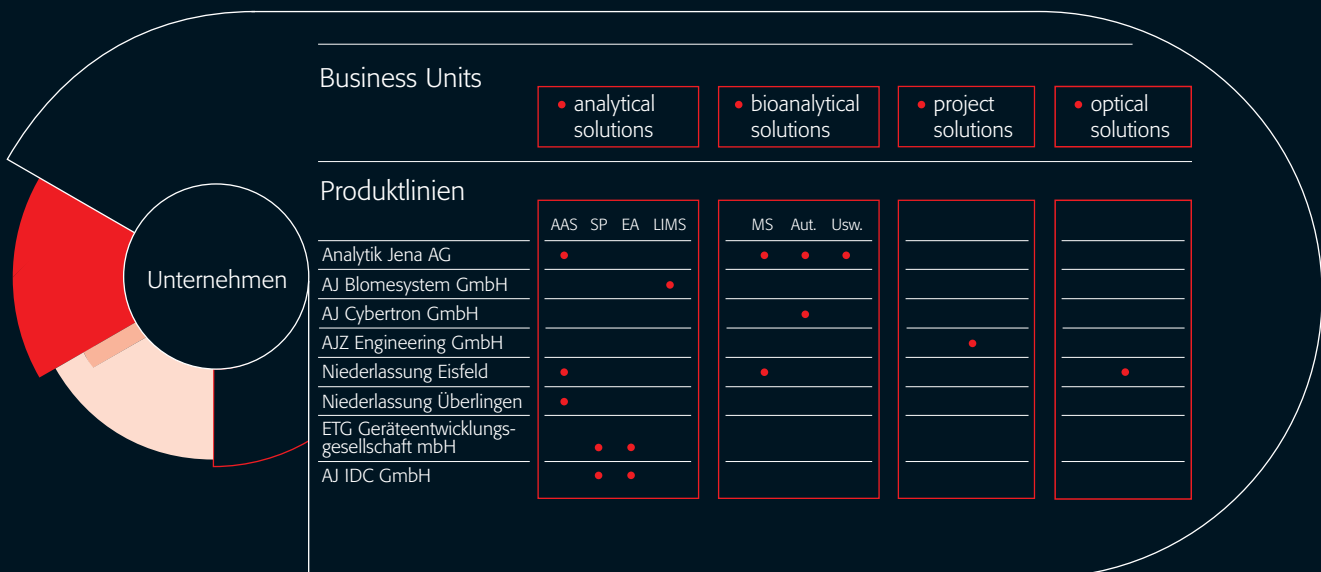 Business Units
• analytical
solutions
• bioanalytical
solutions
• project
solutions
• optical
solutions
Produktlinien
AAS SP EA LIMS
MS Aut. Usw.
Unternehmen
Analytik Jena AG
AJ Blomesystem GmbH
AJ Cybertron GmbH
AJZ Engineering GmbH
Niederlassung Eisfeld
Niederlassung Überlingen
ETG Geräteentwicklungs-
gesellschaft mbH
AJ IDC GmbH